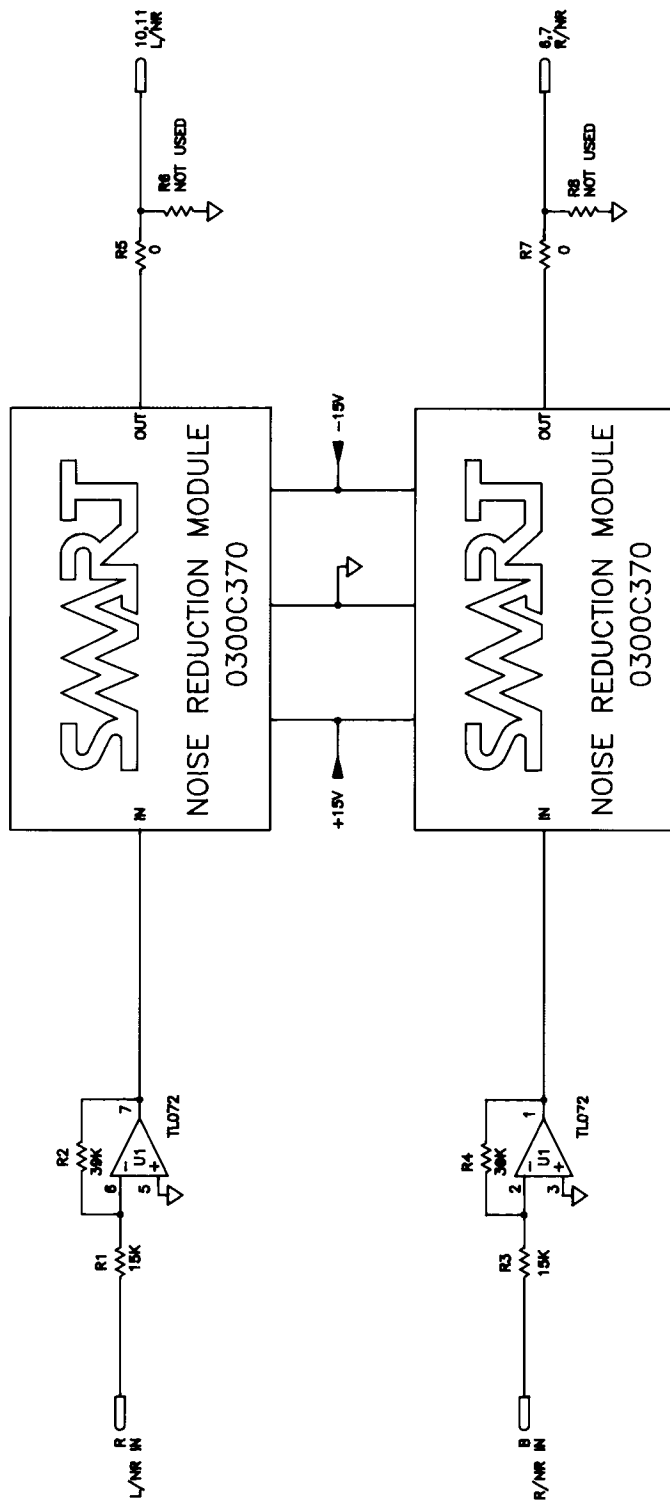 R
L/NR IN
R1
15K
R2
39K
6
5
-
+
U1
7
TL072
IN
SMART
OUT
NOISE REDUCTION MODULE
0300C370
R5
0
R6
NOT USED
10,11
L/NR
+15V
-15V
B
R/NR IN
R3
15K
R4
39K
2
3
-
+
U1
1
TL072
IN
SMART
OUT
NOISE REDUCTION MODULE
0300C370
R7
0
R8
NOT USED
6,7
R/NR